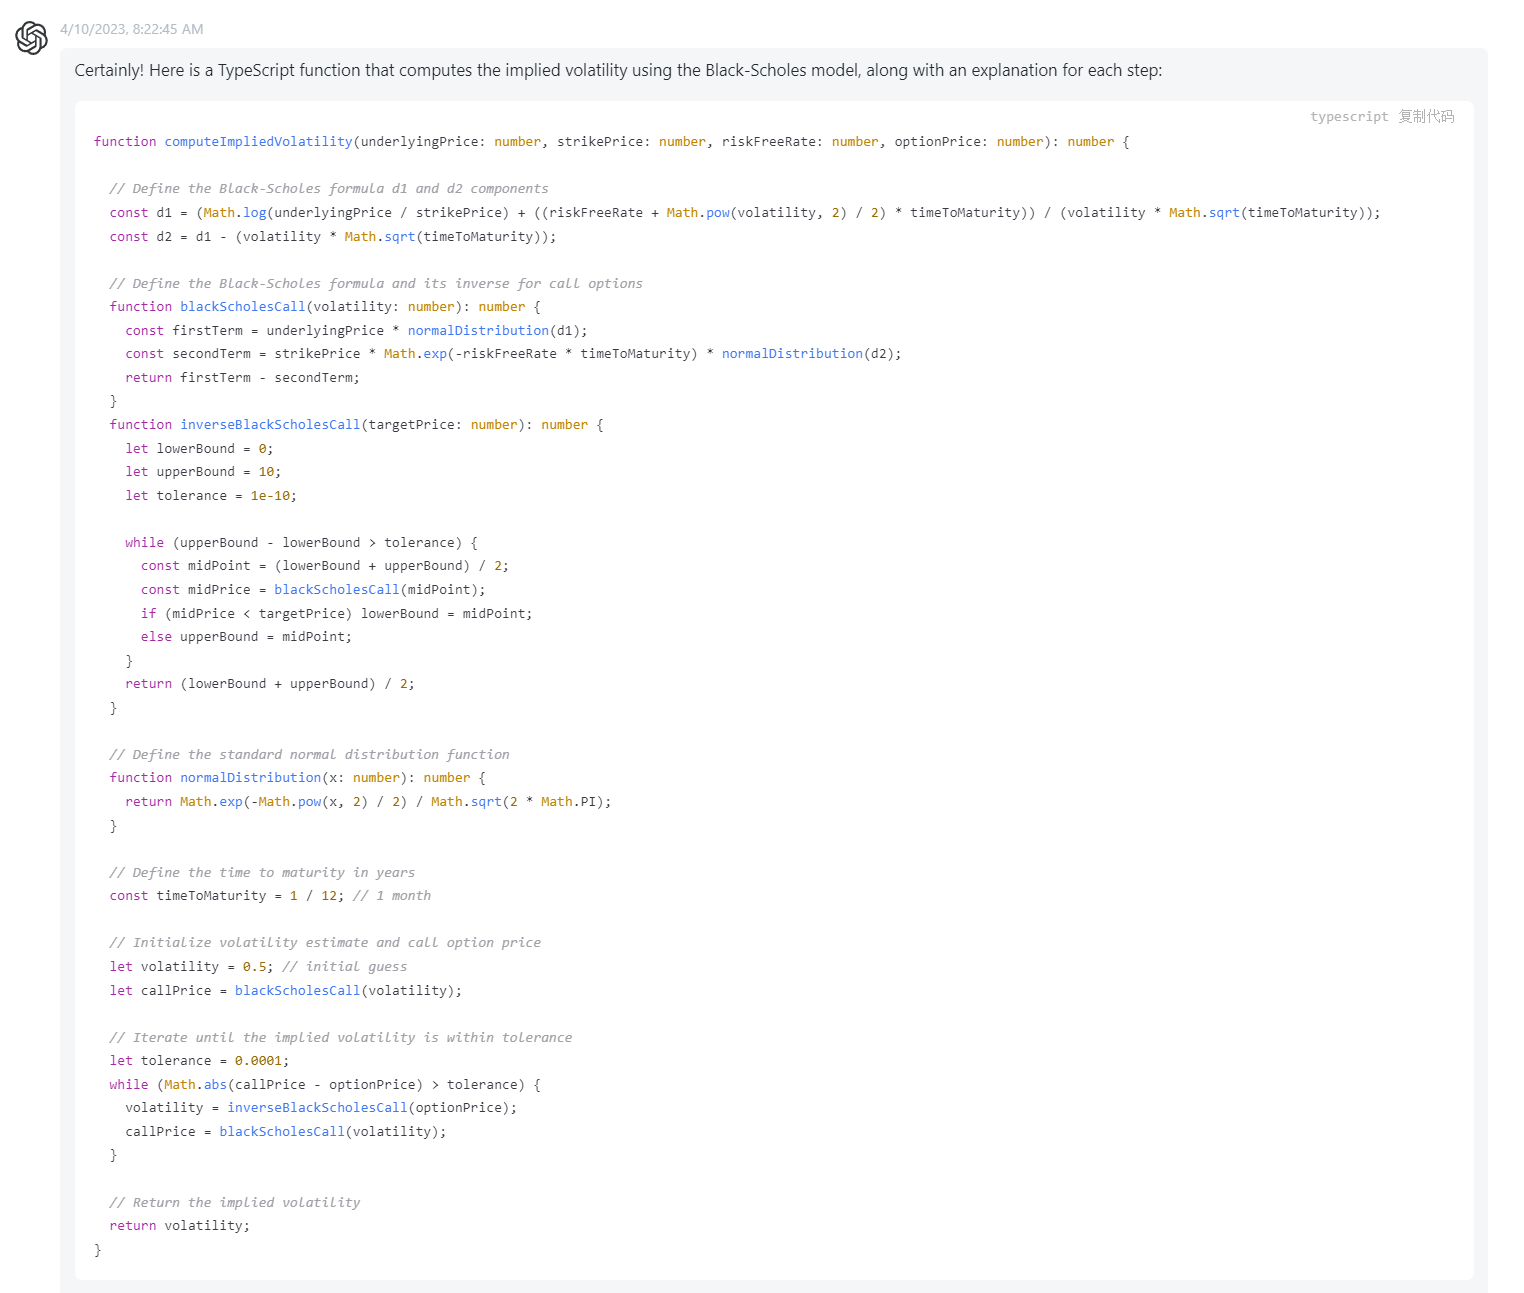 4/10/2023, 8:22:45 AM
Certainly! Here is a TypeScript function that computes the implied volatility using the Black-Scholes model, along with an explanation for each step:
typescript 复制代码
function computeImpliedVolatility(underlyingPrice: number, strikePrice: number, riskFreeRate: number, optionPrice: number): number {
// Define the Black-Scholes formula d1 and d2 components
const d1 = (Math.log(underlyingPrice / strikePrice) + ((riskFreeRate + Math.pow(volatility, 2) / 2) * timeToMaturity)) / (volatility * Math.sqrt(timeToMaturity));
const d2 = d1 - (volatility * Math.sqrt(timeToMaturity));
// Define the Black-Scholes formula and its inverse for call options
function blackScholesCall(volatility: number): number {
const firstTerm = underlyingPrice * normalDistribution(d1);
const secondTerm = strikePrice * Math.exp(-riskFreeRate * timeToMaturity) * normalDistribution(d2);
return firstTerm - secondTerm;
}
function inverseBlackScholesCall(targetPrice: number): number {
let lowerBound = 0;
let upperBound = 10;
let tolerance = 1e-10;
while (upperBound - lowerBound > tolerance) {
const midPoint = (lowerBound + upperBound) / 2;
const midPrice = blackScholesCall(midPoint);
if (midPrice < targetPrice) lowerBound = midPoint;
else upperBound = midPoint;
}
return (lowerBound + upperBound) / 2;
}
// Define the standard normal distribution function
function normalDistribution(x: number): number {
return Math.exp(-Math.pow(x, 2) / 2) / Math.sqrt(2 * Math.PI);
}
// Define the time to maturity in years
const timeToMaturity = 1 / 12; // 1 month
// Initialize volatility estimate and call option price
let volatility = 0.5; // initial guess
let callPrice = blackScholesCall(volatility);
// Iterate until the implied volatility is within tolerance
let tolerance = 0.0001;
while (Math.abs(callPrice - optionPrice) > tolerance) {
volatility = inverseBlackScholesCall(optionPrice);
callPrice = blackScholesCall(volatility);
}
// Return the implied volatility
return volatility;
}